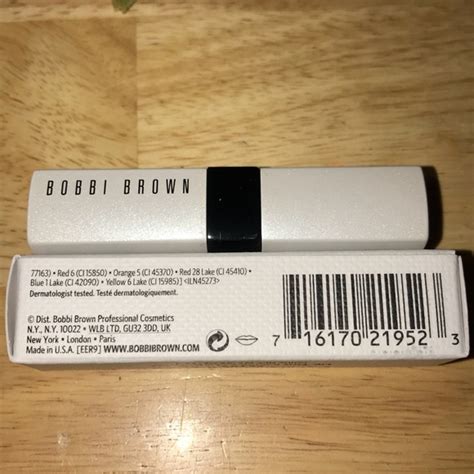 BOBBI BROWN
77163) • Red 6 (CI 15850) • Orange 5 (CI 45370) • Red 28 Lake (CI 45410) •
Blue 1 Lake (CI 42090) • Yellow 6 Lake (CI 15985)] <ILN45273>
Dermatologist tested. Testé dermatologiquement.
© Dist. Bobbi Brown Professional Cosmetics
N.Y., N.Y., 10022 • WLB LTD, GU32 3DD, UK
New York • London • Paris
Made in U.S.A. [EER9] WWW.BOBBIBROWN.COM
7 16170 21952 3